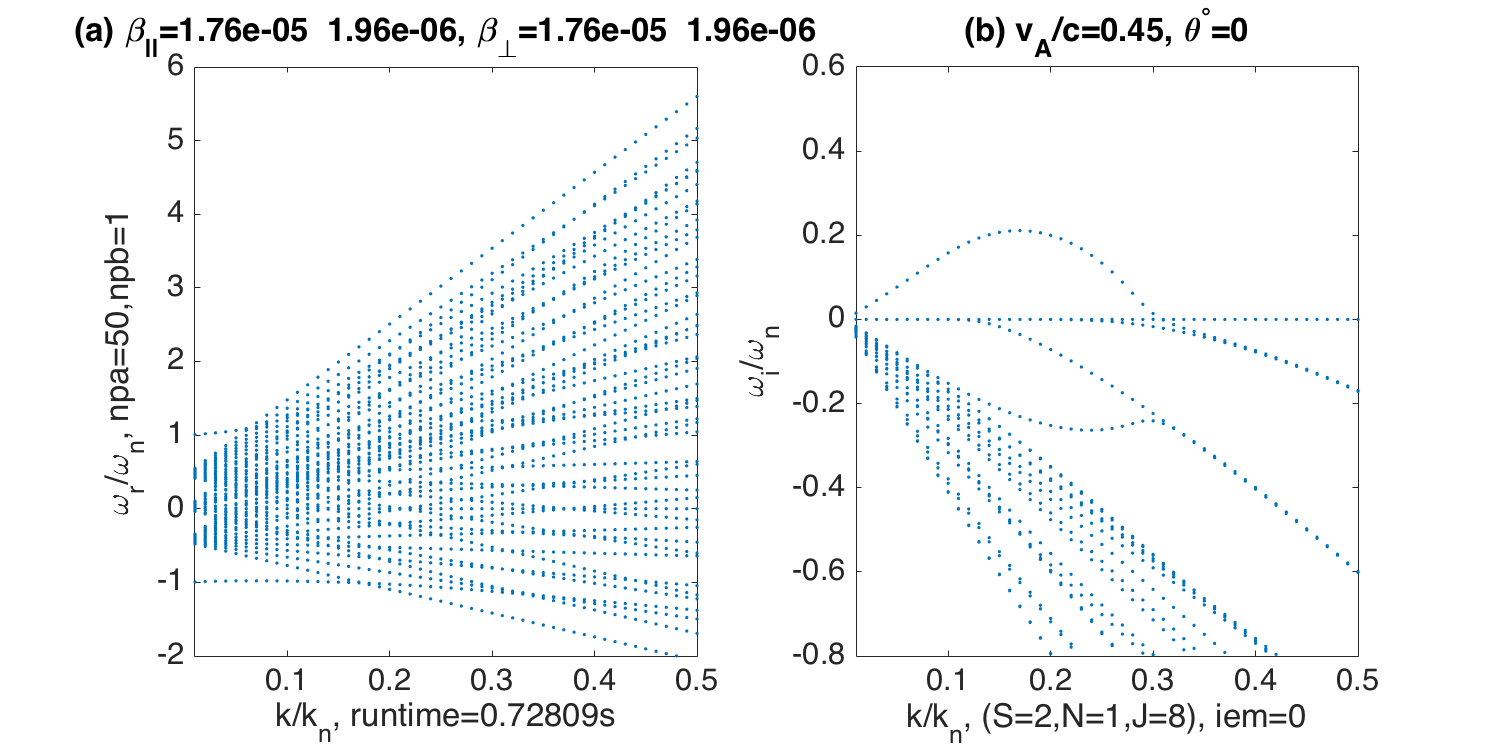 (a) β||=1.76e-05 1.96e-06, β⊥=1.76e-05 1.96e-06
6
5
4
3
2
1
0
-1
-2
ωr/ωn, npa=50,npb=1
0.1 0.2 0.3 0.4 0.5
k/kn, runtime=0.72809s
(b) vA/c=0.45, θ°=0
0.6
0.4
0.2
0
-0.2
-0.4
-0.6
-0.8
ωi/ωn
0.1 0.2 0.3 0.4 0.5
k/kn, (S=2,N=1,J=8), iem=0